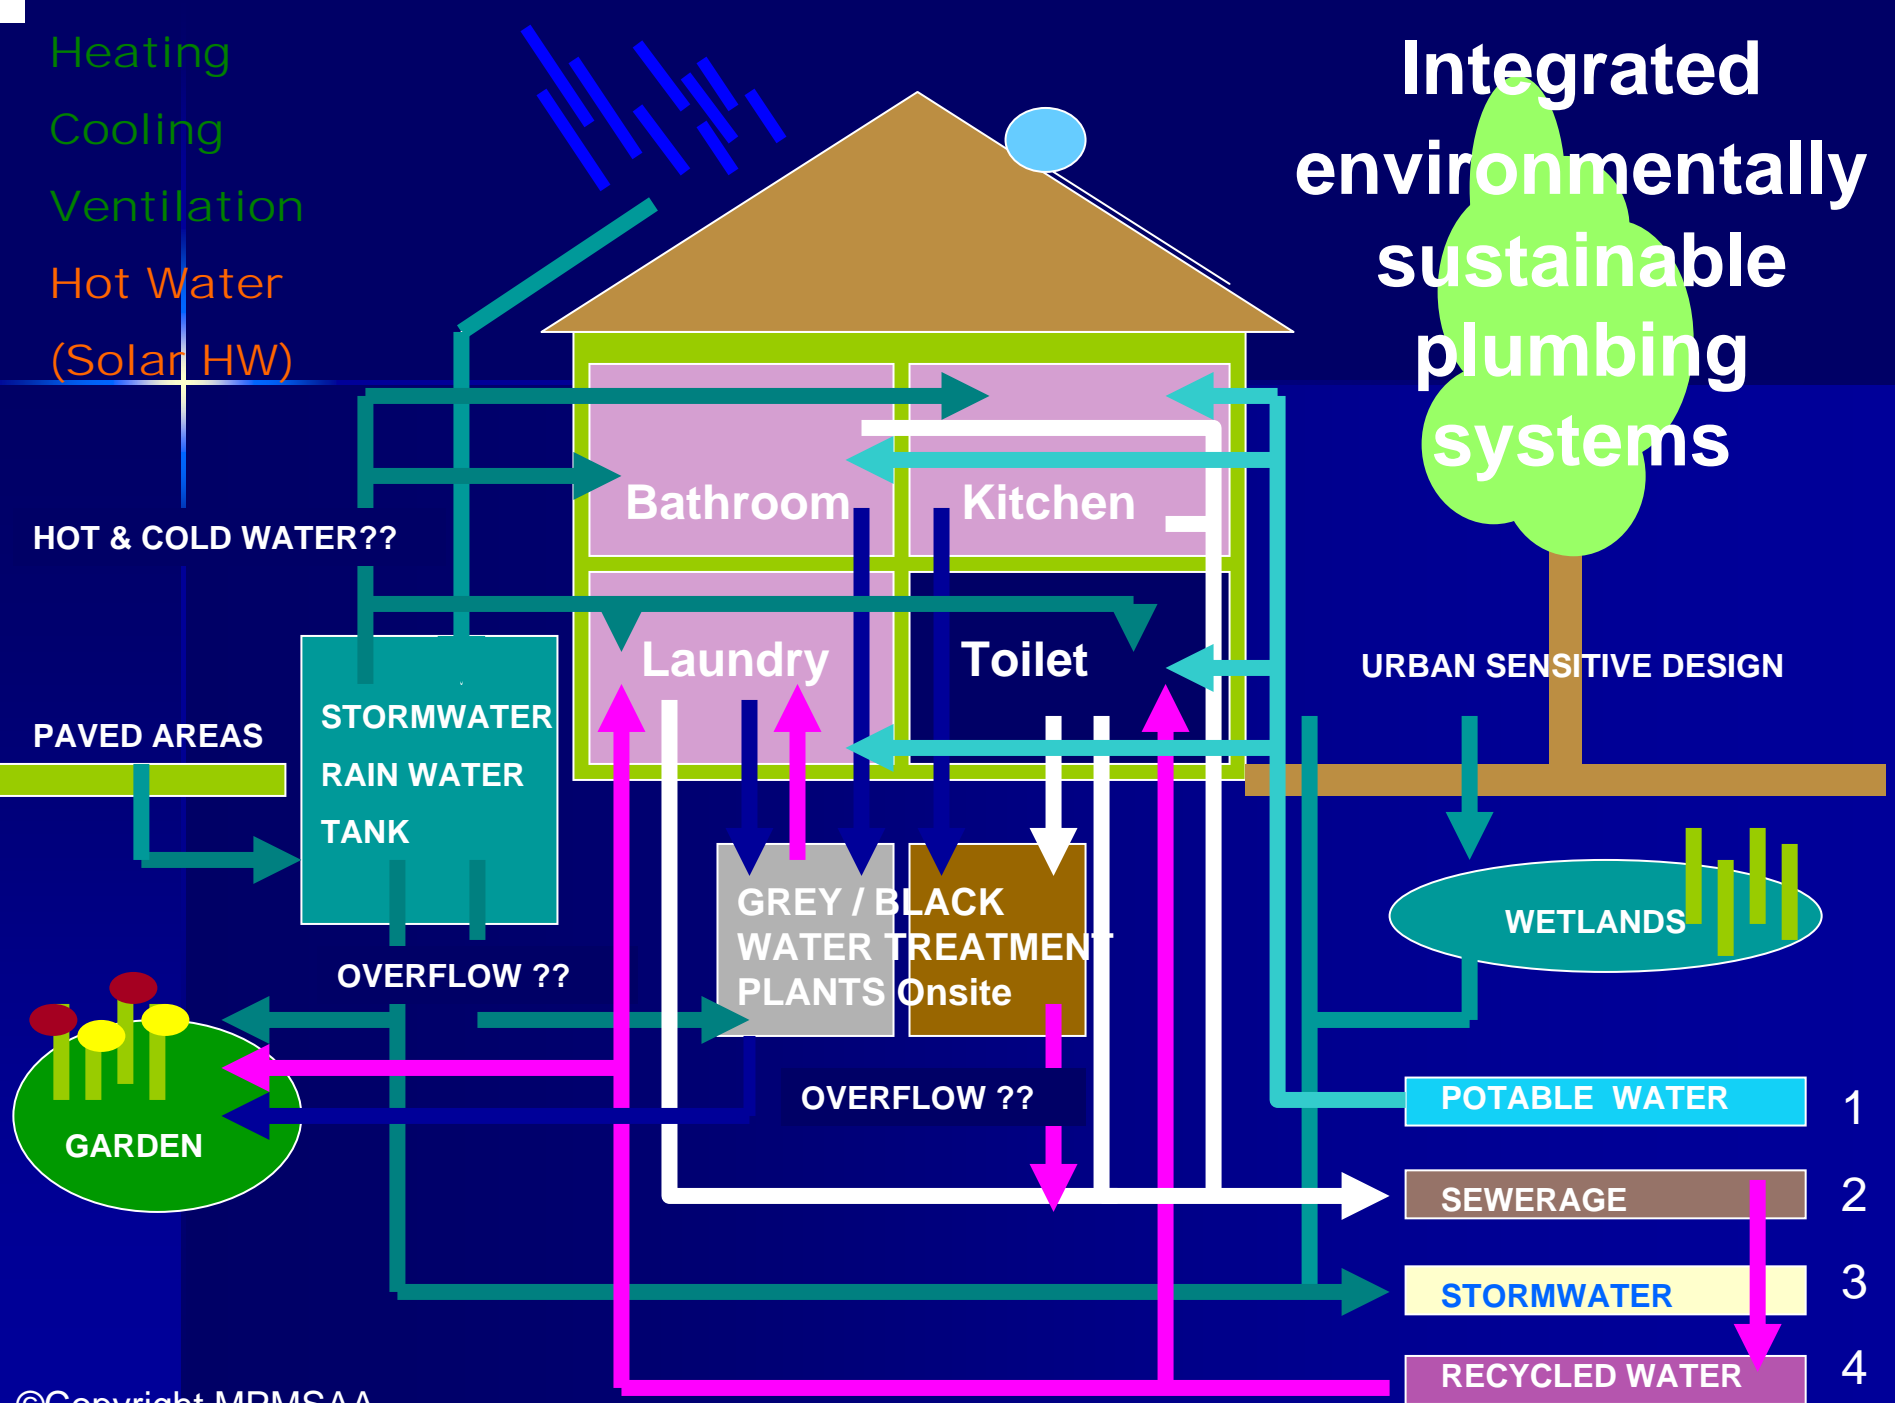 Heating
Cooling
Ventilation
Hot Water
(Solar HW)
Integrated
environmentally
sustainable
plumbing
systems
HOT & COLD WATER??
Bathroom
Kitchen
Laundry
Toilet
URBAN SENSITIVE DESIGN
PAVED AREAS
STORMWATER
RAIN WATER
TANK
GREY / BLACK
WATER TREATMENT
PLANTS Onsite
WETLANDS
OVERFLOW ??
OVERFLOW ??
GARDEN
POTABLE WATER 1
SEWERAGE 2
STORMWATER 3
RECYCLED WATER 4
©Copyright MPMSAA